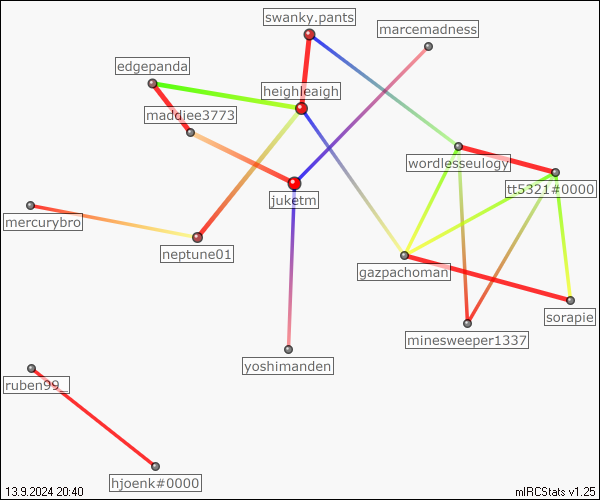 swanky.pants
marcemadness
edgepanda
heighleaigh
maddiee3773
wordlesseulogy
tt5321#0000
juketm
mercurybro
neptune01
gazpachoman
sorapie
minesweeper1337
yoshimanden
ruben99_
hjoenk#0000
13.9.2024 20:40
mIRCStats v1.25